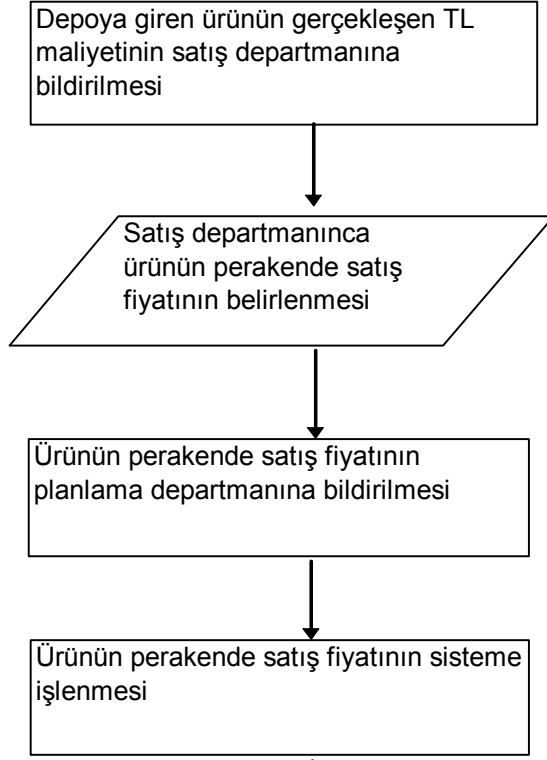 Depoya giren ürünün gerçekleşen TL
maliyetinin satış departmanına
bildirilmesi
Satış departmanınca
ürünün perakende satış
fiyatının belirlenmesi
Ürünün perakende satış fiyatının
planlama departmanına bildirilmesi
Ürünün perakende satış fiyatının sisteme
işlenmesi